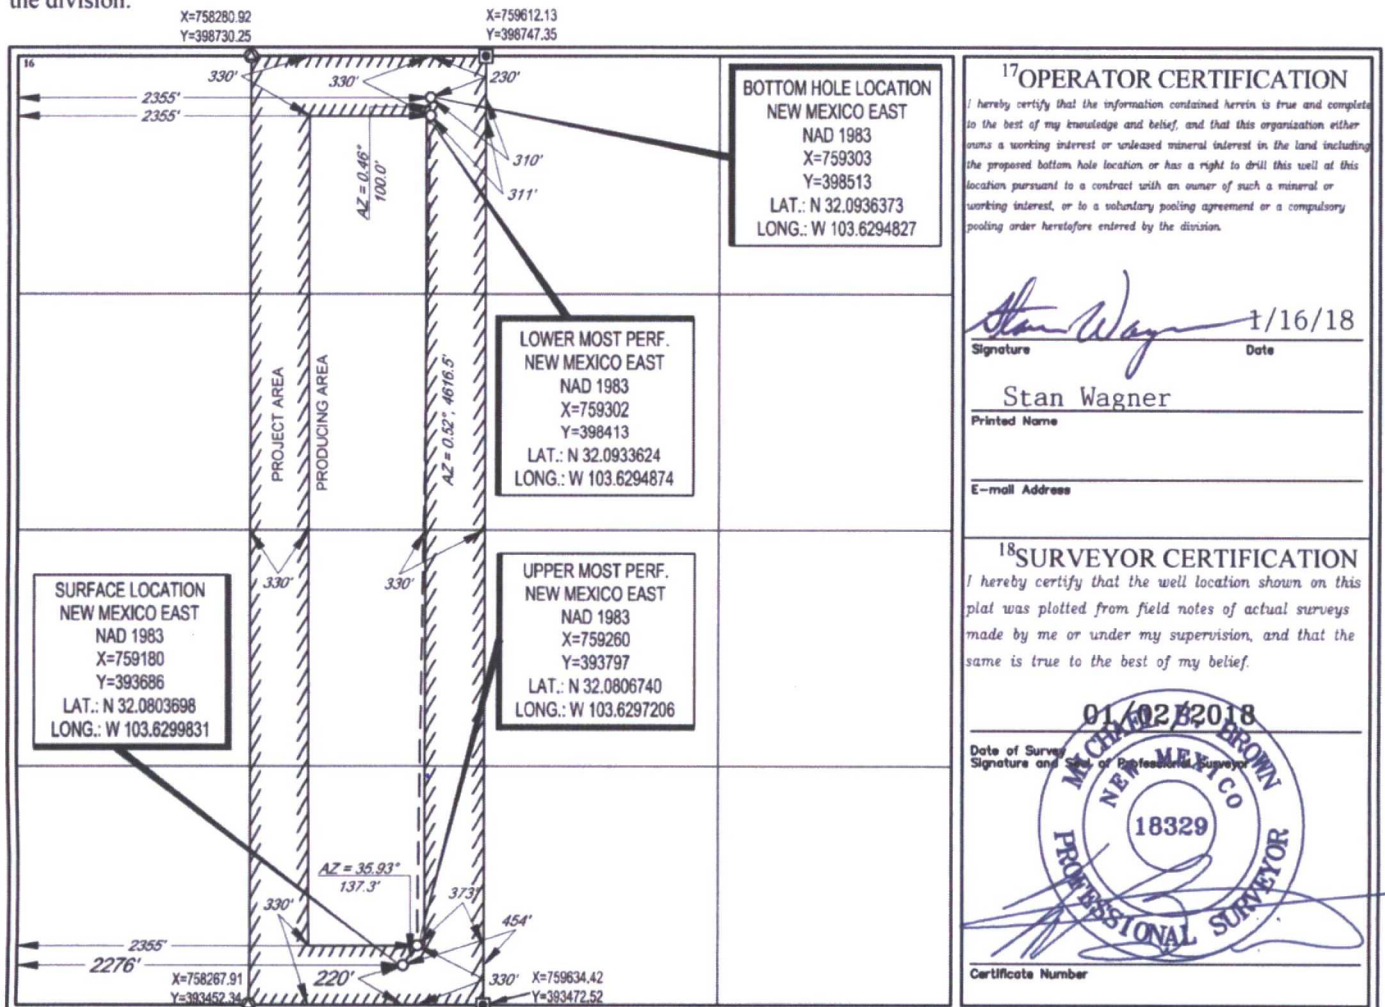 the division.
X=758280.92
Y=398730.25
X=759612.13
Y=398747.35
16
330'
330'
230'
2355'
2355'
AZ = 0.46°
100.0'
310'
311'
BOTTOM HOLE LOCATION
NEW MEXICO EAST
NAD 1983
X=759303
Y=398513
LAT.: N 32.0936373
LONG.: W 103.6294827
LOWER MOST PERF.
NEW MEXICO EAST
NAD 1983
X=759302
Y=398413
LAT.: N 32.0933624
LONG.: W 103.6294874
PROJECT AREA
PRODUCING AREA
AZ = 0.52°, 4616.5'
330'
330'
SURFACE LOCATION
NEW MEXICO EAST
NAD 1983
X=759180
Y=393686
LAT.: N 32.0803698
LONG.: W 103.6299831
UPPER MOST PERF.
NEW MEXICO EAST
NAD 1983
X=759260
Y=393797
LAT.: N 32.0806740
LONG.: W 103.6297206
AZ = 35.93°
137.3'
373'
330'
454'
2355'
2276'
220'
330'
X=758267.91
Y=393452.34
X=759634.42
Y=393472.52
17 OPERATOR CERTIFICATION
I hereby certify that the information contained herein is true and complete
to the best of my knowledge and belief, and that this organization either
owns a working interest or unleased mineral interest in the land including
the proposed bottom hole location or has a right to drill this well at this
location pursuant to a contract with an owner of such a mineral or
working interest, or to a voluntary pooling agreement or a compulsory
pooling order heretofore entered by the division.
Stan Wagner
1/16/18
Signature Date
Stan Wagner
Printed Name
E-mail Address
18 SURVEYOR CERTIFICATION
I hereby certify that the well location shown on this
plat was plotted from field notes of actual surveys
made by me or under my supervision, and that the
same is true to the best of my belief.
01/02/2018
Date of Survey
Signature and Seal of Professional Surveyor
MICHAEL B. BROWN
NEW MEXICO
18329
PROFESSIONAL SURVEYOR
Certificate Number